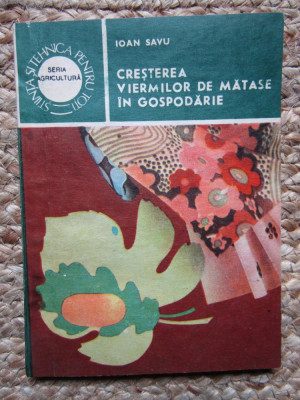 IOAN SAVU
ȘTIINȚA ȘI TEHNICA PENTRU TOȚI
SERIA
AGRICULTURĂ
CREȘTEREA
VIERMILOR DE MĂTASE
ÎN GOSPODĂRIE